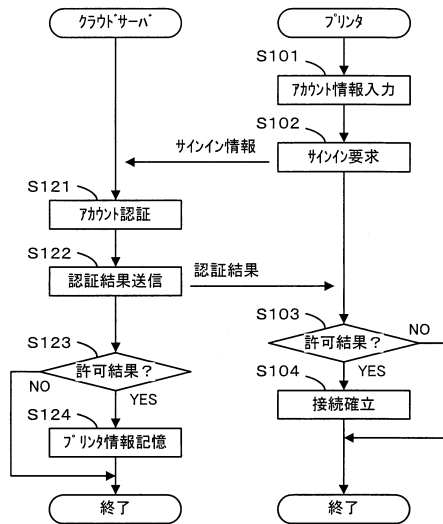 クラウドサーバ
プリンタ
S101
アカウント情報入力
S102
サインイン情報
サインイン要求
S121
アカウント認証
S122
認証結果
認証結果送信
S103
NO
許可結果？
S123
許可結果？
YES
S104
NO
YES
接続確立
S124
プリンタ情報記憶
終了
終了